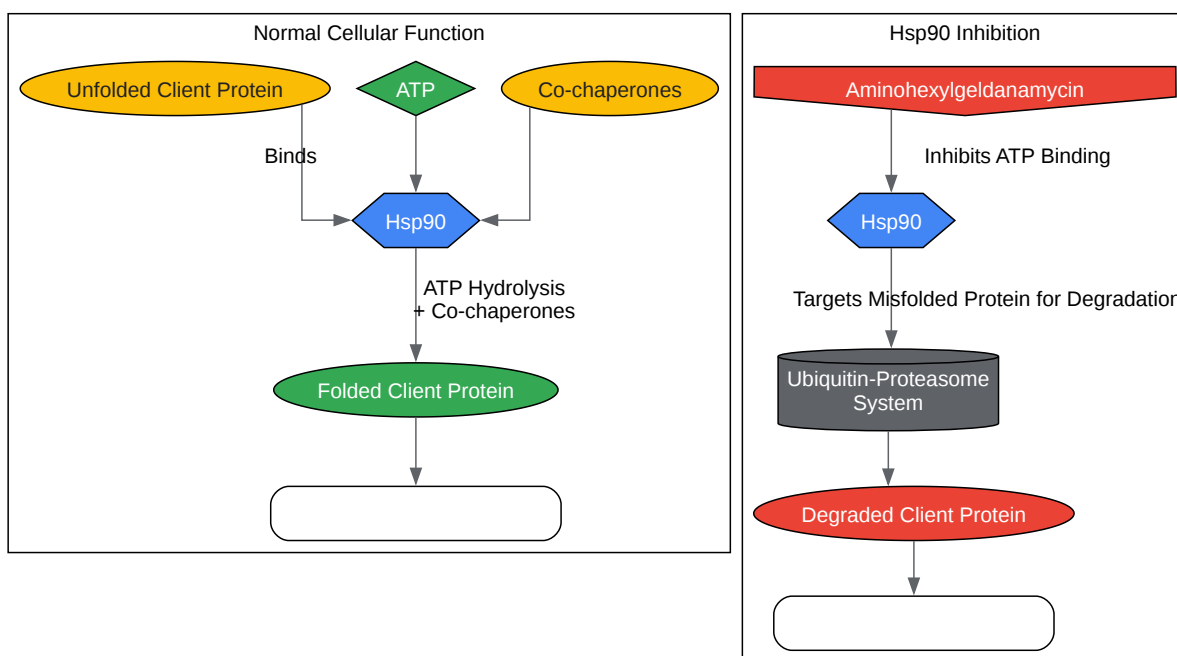 Normal Cellular Function
Unfolded Client Protein
ATP
Co-chaperones
Binds
Hsp90
ATP Hydrolysis
+ Co-chaperones
Folded Client Protein
Hsp90 Inhibition
Aminohexylgeldanamycin
Inhibits ATP Binding
Hsp90
Targets Misfolded Protein for Degradation
Ubiquitin-Proteasome
System
Degraded Client Protein